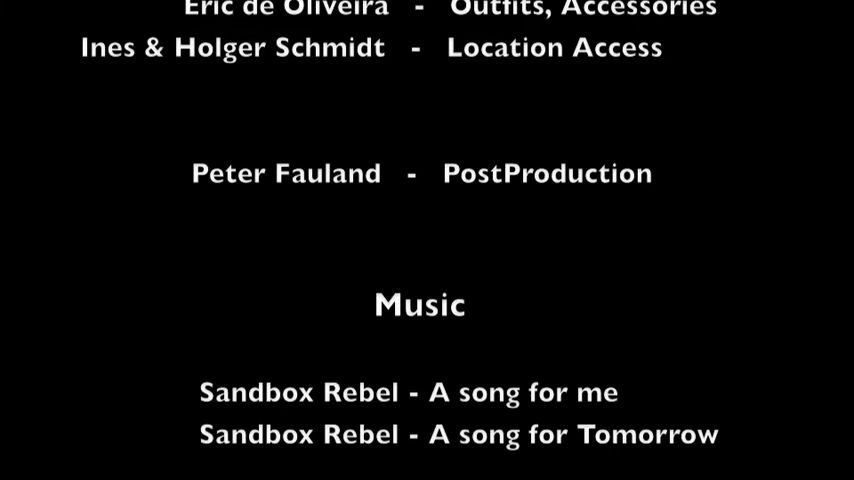 Eric de Oliveira - Outfits, Accessories
Ines & Holger Schmidt - Location Access
Peter Fauland - PostProduction
Music
Sandbox Rebel - A song for me
Sandbox Rebel - A song for Tomorrow